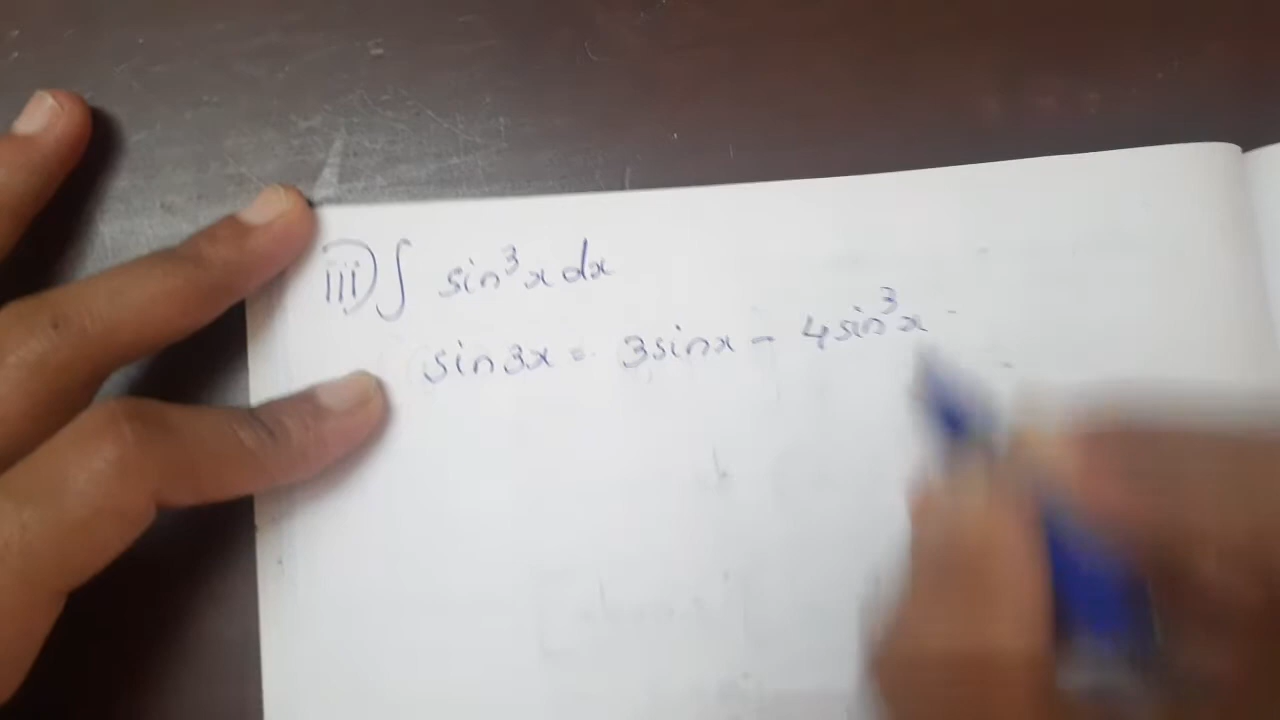 iii) ∫ sin³x dx
sin3x = 3sinx - 4sin³x